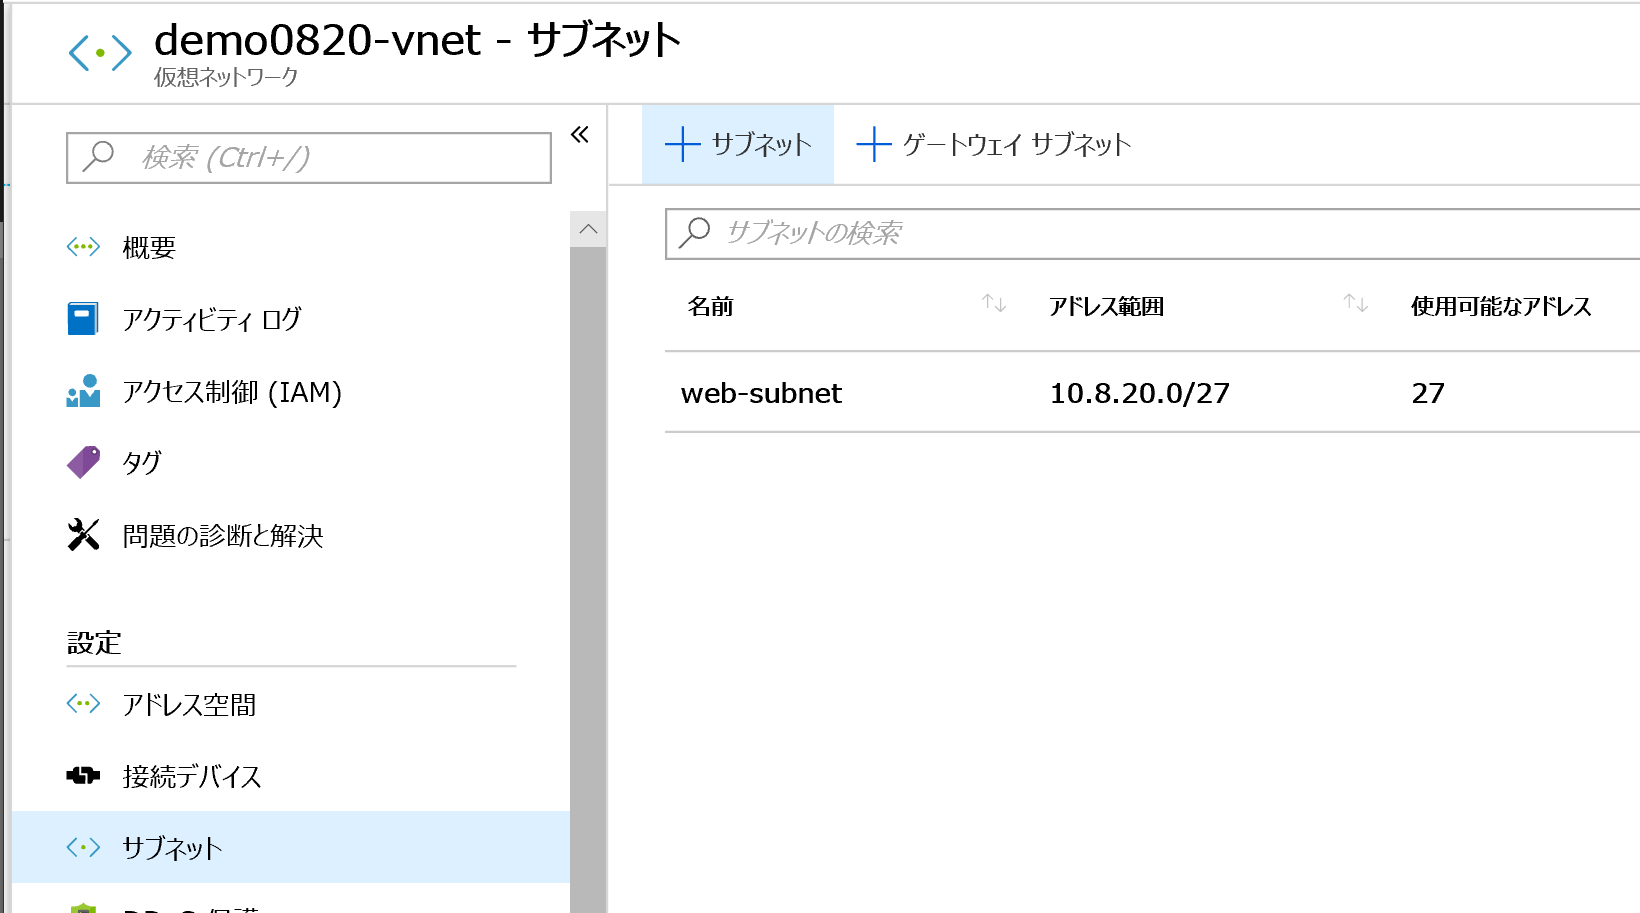 demo0820-vnet - サブネット
仮想ネットワーク
検索 (Ctrl+/)
«
概要
アクティビティ ログ
アクセス制御 (IAM)
タグ
問題の診断と解決
設定
アドレス空間
接続デバイス
サブネット
サブネット
ゲートウェイ サブネット
サブネットの検索
名前 アドレス範囲 使用可能なアドレス
web-subnet 10.8.20.0/27 27